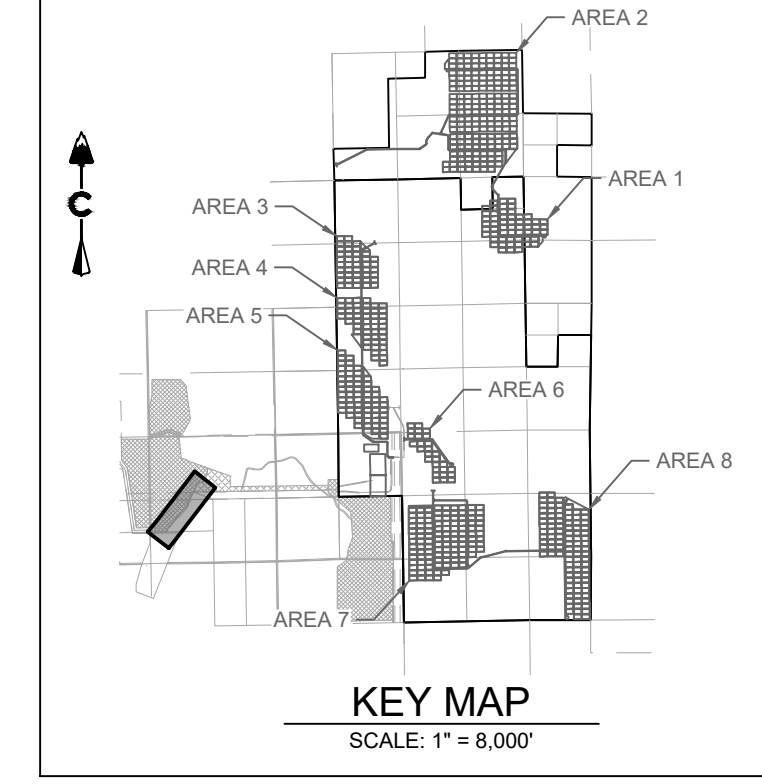 AREA 2
AREA 1
AREA 3
AREA 4
AREA 5
AREA 6
AREA 8
AREA 7
C
KEY MAP
SCALE: 1" = 8,000'